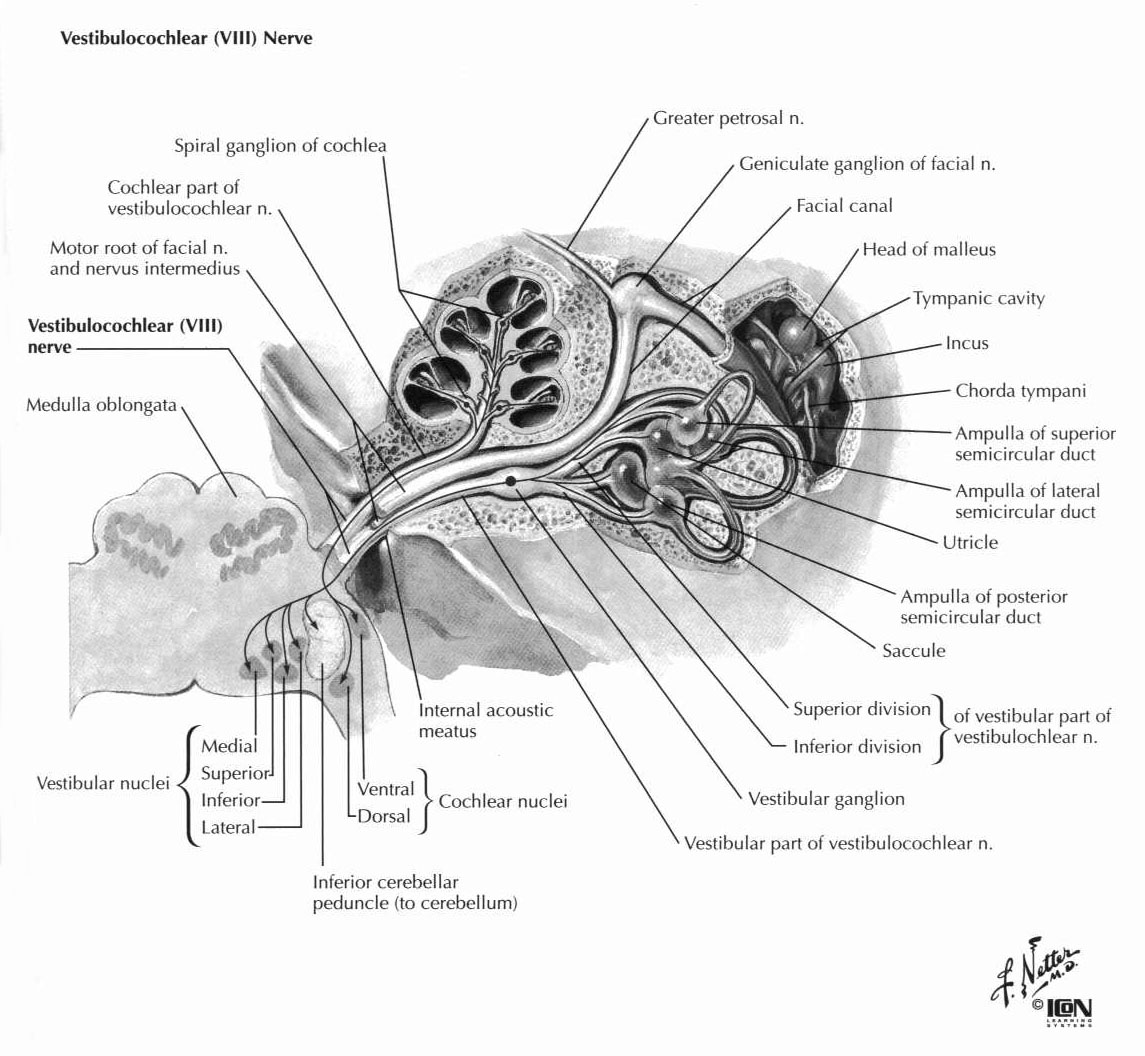 Vestibulocochlear (VIII) Nerve
Greater petrosal n.
Spiral ganglion of cochlea
Geniculate ganglion of facial n.
Cochlear part of
vestibulocochlear n.
Facial canal
Motor root of facial n.
and nervus intermedius
Head of malleus
Tympanic cavity
Vestibulocochlear (VIII)
nerve
Incus
Chorda tympani
Medulla oblongata
Ampulla of superior
semicircular duct
Ampulla of lateral
semicircular duct
Utricle
Ampulla of posterior
semicircular duct
Saccule
Internal acoustic
meatus
Superior division
Inferior division
of vestibular part of
vestibulochlear n.
Vestibular nuclei
Medial
Superior
Inferior
Lateral
Ventral
Dorsal
Cochlear nuclei
Vestibular ganglion
Vestibular part of vestibulocochlear n.
Inferior cerebellar
peduncle (to cerebellum)
F. Netter
M.D.
© ICON
LEARNING
SYSTEMS